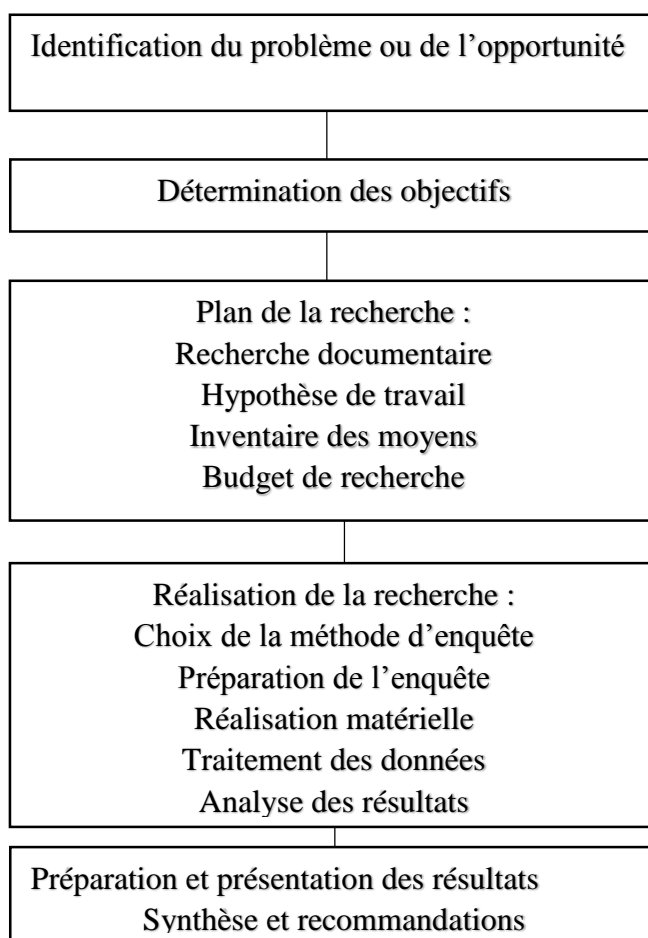 Identification du problème ou de l’opportunité
Détermination des objectifs
Plan de la recherche :
Recherche documentaire
Hypothèse de travail
Inventaire des moyens
Budget de recherche
Réalisation de la recherche :
Choix de la méthode d’enquête
Préparation de l’enquête
Réalisation matérielle
Traitement des données
Analyse des résultats
Préparation et présentation des résultats
Synthèse et recommandations